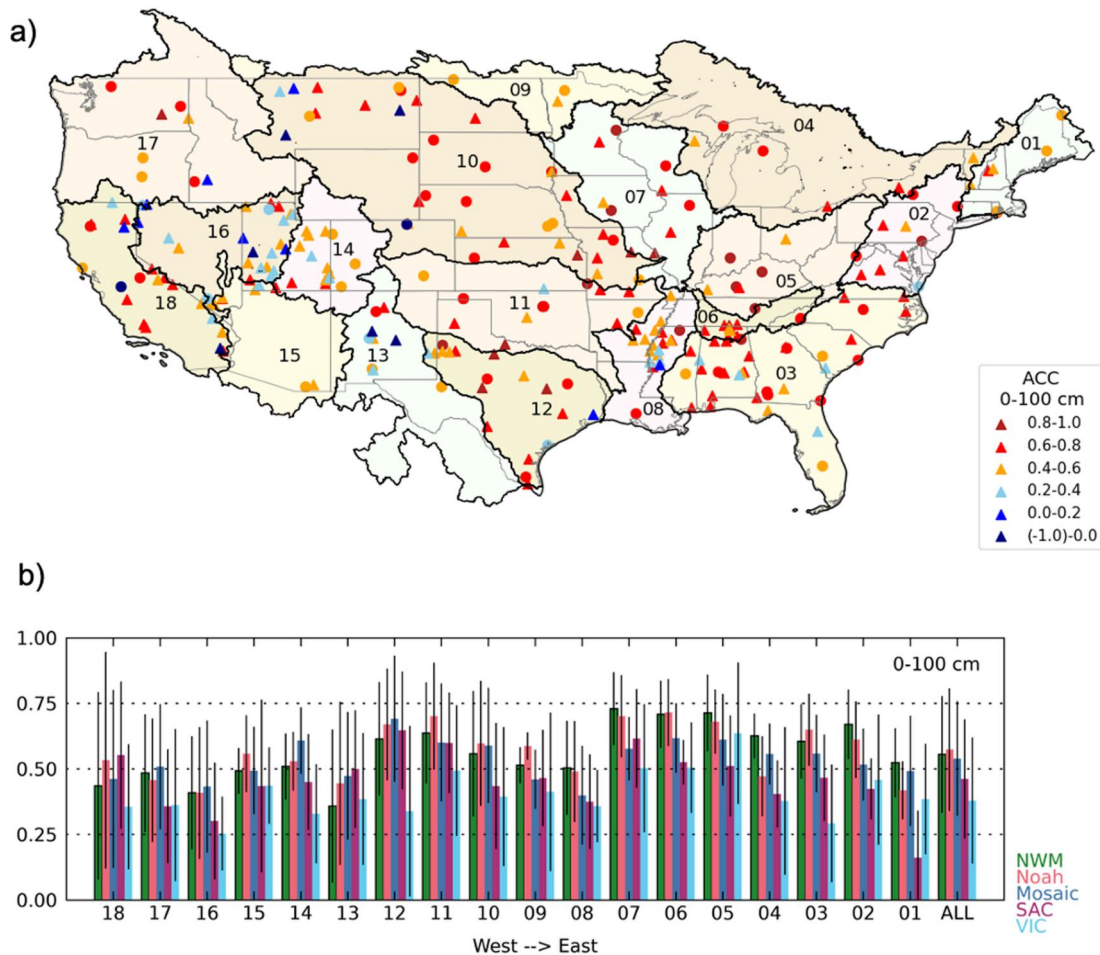 a)
09
04
01
17
10
07
02
16
14
05
18
11
06
15
13
03
12
08
ACC
0-100 cm
0.8-1.0
0.6-0.8
0.4-0.6
0.2-0.4
0.0-0.2
(-1.0)-0.0
b)
1.00
0-100 cm
0.75
0.50
0.25
0.00
NWM
Noah
Mosaic
SAC
VIC
18 17 16 15 14 13 12 11 10 09 08 07 06 05 04 03 02 01 ALL
West --> East